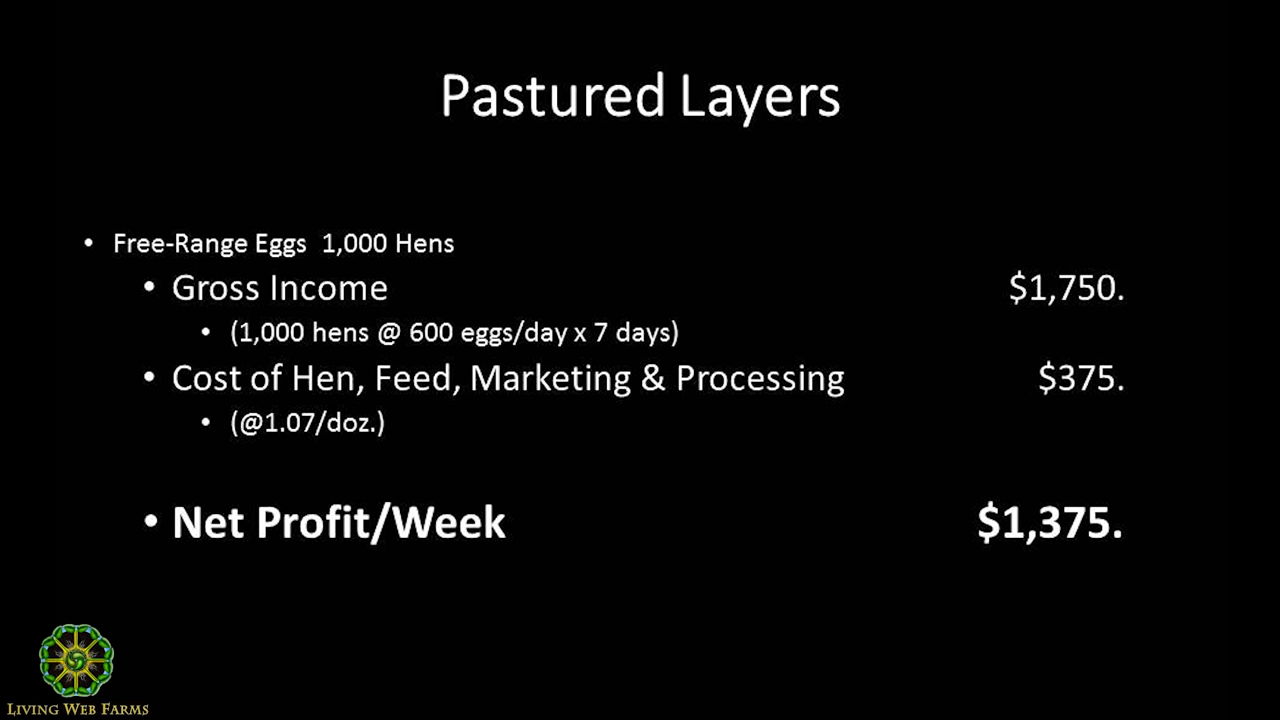 Pastured Layers
• Free-Range Eggs 1,000 Hens
• Gross Income $1,750.
• (1,000 hens @ 600 eggs/day x 7 days)
• Cost of Hen, Feed, Marketing & Processing $375.
• (@1.07/doz.)
• Net Profit/Week $1,375.
LIVING WEB FARMS